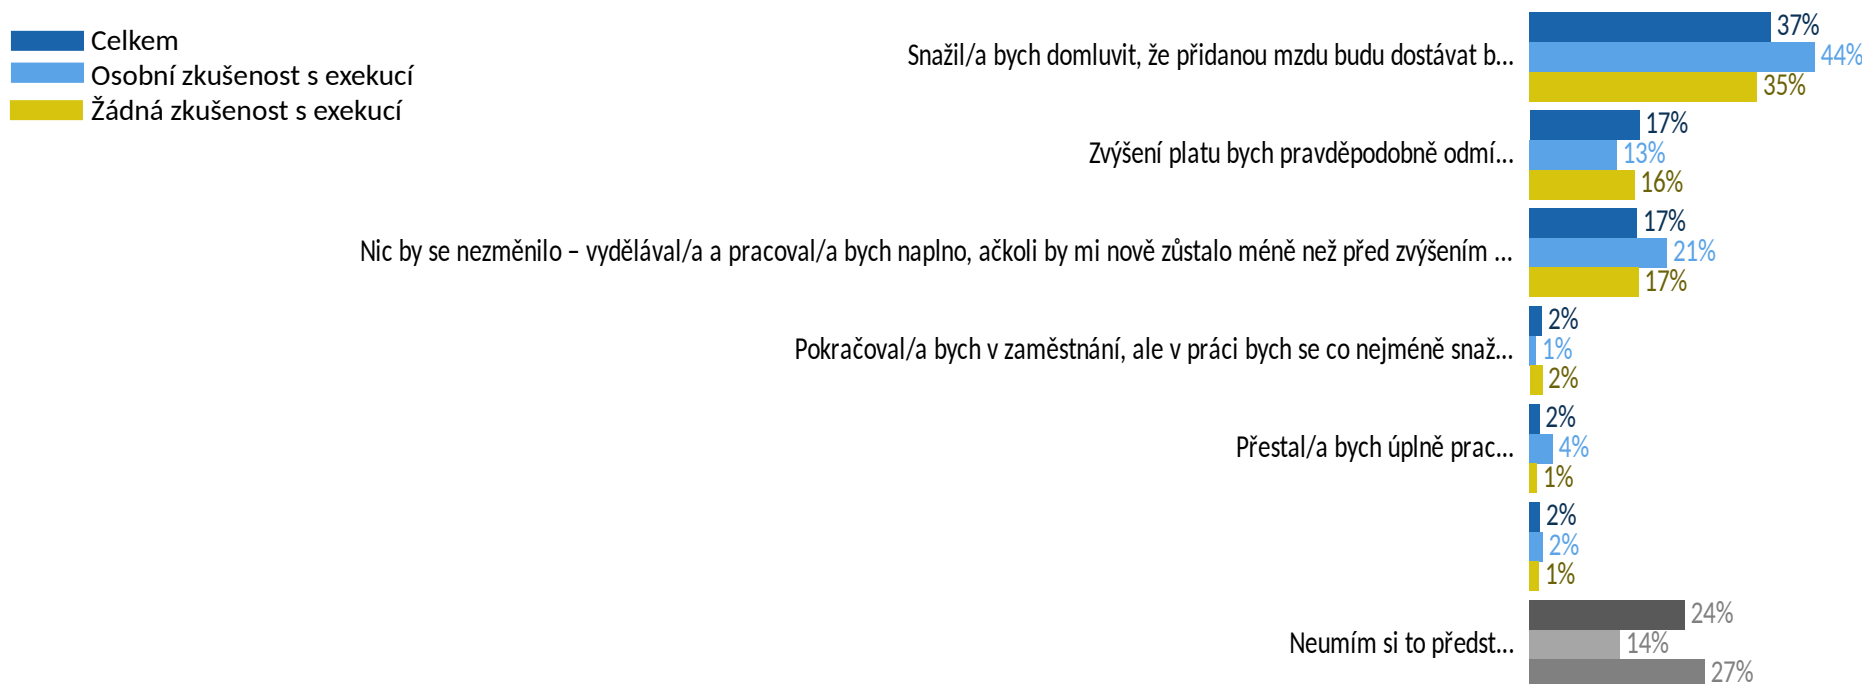 Celkem
Osobní zkušenost s exekucí
Žádná zkušenost s exekucí
Snažil/a bych domluvit, že přidanou mzdu budu dostávat b...
37%
44%
35%
Zvýšení platu bych pravděpodobně odmí...
17%
13%
16%
Nic by se nezměnilo – vydělával/a a pracoval/a bych naplno, ačkoli by mi nově zůstalo méně než před zvýšením ...
17%
21%
17%
Pokračoval/a bych v zaměstnání, ale v práci bych se co nejméně snaž...
2%
1%
2%
Přestal/a bych úplně prac...
2%
4%
1%
2%
2%
1%
Neumím si to předst...
24%
14%
27%